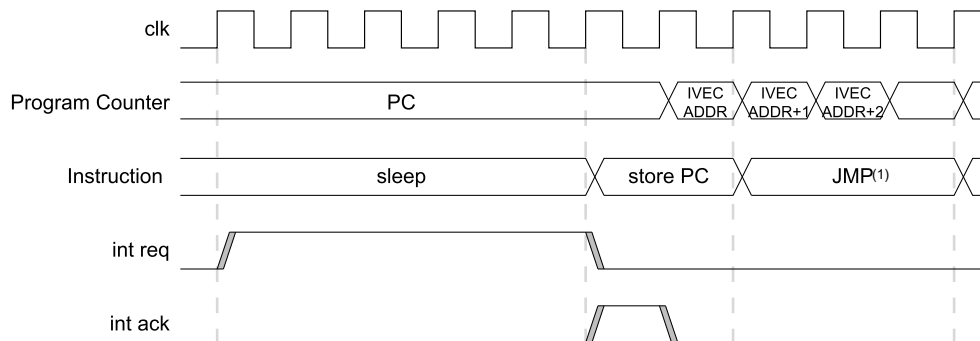 clk
Program Counter
PC
IVEC
ADDR
IVEC
ADDR+1
IVEC
ADDR+2
Instruction
sleep
store PC
JMP(1)
int req
int ack